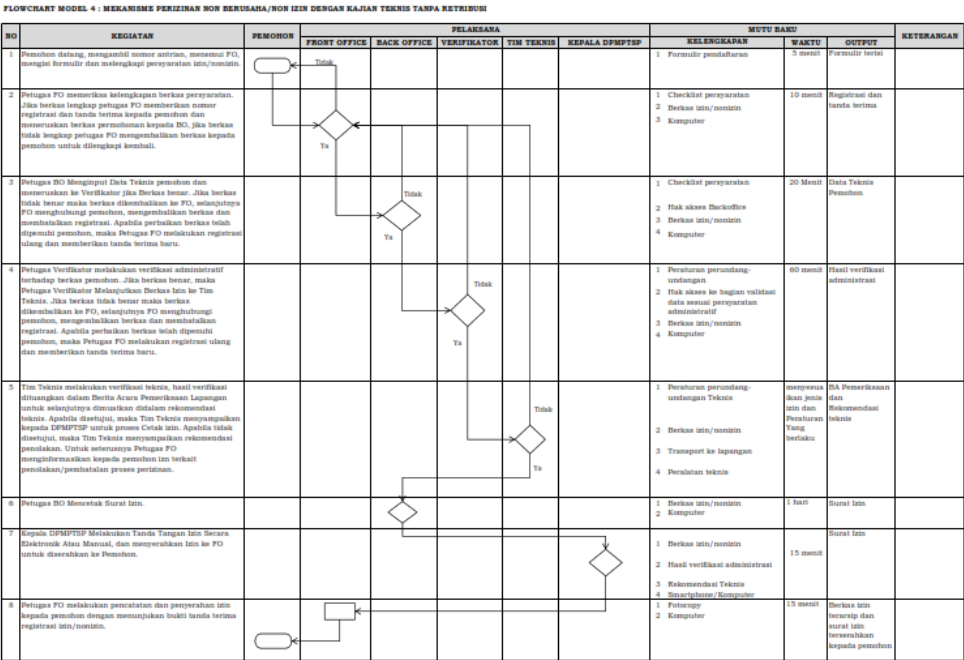 FLOWCHART MODEL 4 : MEKANISME PERIZINAN NON BERUSAHA/NON IZIN DENGAN KAJIAN TEKNIS TANPA RETRIBUSI
NO
KEGIATAN
PEMOHON
PELAKSANA
FRONT OFFICE
BACK OFFICE
VERIFIKATOR
TIM TEKNIS
KEPALA DPMPTSP
MUTU BAKU
KELENGKAPAN
WAKTU
OUTPUT
KETERANGAN
1
Pemohon datang, mengambil nomor antrian, menemui FO,
mengisi formulir dan melengkapi persyaratan izin/nonizin.
Tidak
1 Formulir pendaftaran
5 menit
Formulir terisi
2
Petugas FO memeriksa kelengkapan berkas persyaratan.
Jika berkas lengkap petugas FO memberikan nomor
registrasi dan tanda terima kepada pemohon dan
meneruskan berkas permohonan kepada BO, jika berkas
tidak lengkap petugas FO mengembalikan berkas kepada
pemohon untuk dilengkapi kembali.
Ya
1 Checklist persyaratan
2 Berkas izin/nonizin
3 Komputer
10 menit
Registrasi dan
tanda terima
3
Petugas BO Menginput Data Teknis pemohon dan
meneruskan ke Verifikator jika Berkas benar. Jika berkas
tidak benar maka berkas dikembalikan ke FO, selanjutnya
FO menghubungi pemohon, mengembalikan berkas dan
membatalkan registrasi. Apabila perbaikan berkas telah
dipenuhi pemohon, maka Petugas FO melakukan registrasi
ulang dan memberikan tanda terima baru.
Tidak
Ya
1 Checklist persyaratan
2 Hak akses Backoffice
3 Berkas izin/nonizin
4 Komputer
20 Menit
Data Teknis
Pemohon
4
Petugas Verifikator melakukan verifikasi administratif
terhadap berkas pemohon. Jika berkas benar, maka
Petugas Verifikator Melanjutkan Berkas Izin ke Tim
Teknis. Jika berkas tidak benar maka berkas
dikembalikan ke FO, selanjutnya FO menghubungi
pemohon, mengembalikan berkas dan membatalkan
registrasi. Apabila perbaikan berkas telah dipenuhi
pemohon, maka Petugas FO melakukan registrasi ulang
dan memberikan tanda terima baru.
Tidak
Ya
1 Peraturan perundang-
undangan
2 Hak akses ke bagian validasi
data sesuai persyaratan
administratif
3 Berkas izin/nonizin
4 Komputer
60 menit
Hasil verifikasi
administrasi
5
Tim Teknis melakukan verifikasi teknis, hasil verifikasi
dituangkan dalam Berita Acara Pemeriksaan Lapangan
untuk selanjutnya dimuatkan didalam rekomendasi
teknis. Apabila disetujui, maka Tim Teknis menyampaikan
kepada DPMPTSP untuk proses Cetak izin. Apabila tidak
disetujui, maka Tim Teknis menyampaikan rekomendasi
penolakan. Untuk seterusnya Petugas FO
menginformasikan kepada pemohon izn terkait
penolakan/pembatalan proses perizinan.
Tidak
Ya
1 Peraturan perundang-
undangan Teknis
2 Berkas izin/nonizin
3 Transport ke lapangan
4 Peralatan teknis
menyesua
ikan jenis
izin dan
Peraturan
Yang
berlaku
BA Pemeriksaan
dan
Rekomendasi
teknis
6
Petugas BO Mencetak Surat Izin.
1 Berkas izin/nonizin
2 Komputer
1 hari
Surat Izin
7
Kepala DPMPTSP Melakukan Tanda Tangan Izin Secara
Elektronik Atau Manual, dan menyerahkan Izin ke FO
untuk diserahkan ke Pemohon.
1 Berkas izin/nonizin
2 Hasil verifikasi administrasi
3 Rekomendasi Teknis
4 Smartphone/Komputer
15 menit
Surat Izin
8
Petugas FO melakukan pencatatan dan penyerahan izin
kepada pemohon dengan menunjukan bukti tanda terima
registrasi izin/nonizin.
1 Fotocopy
2 Komputer
15 menit
Berkas izin
terarsip dan
surat izin
terserahkan
kepada pemohon